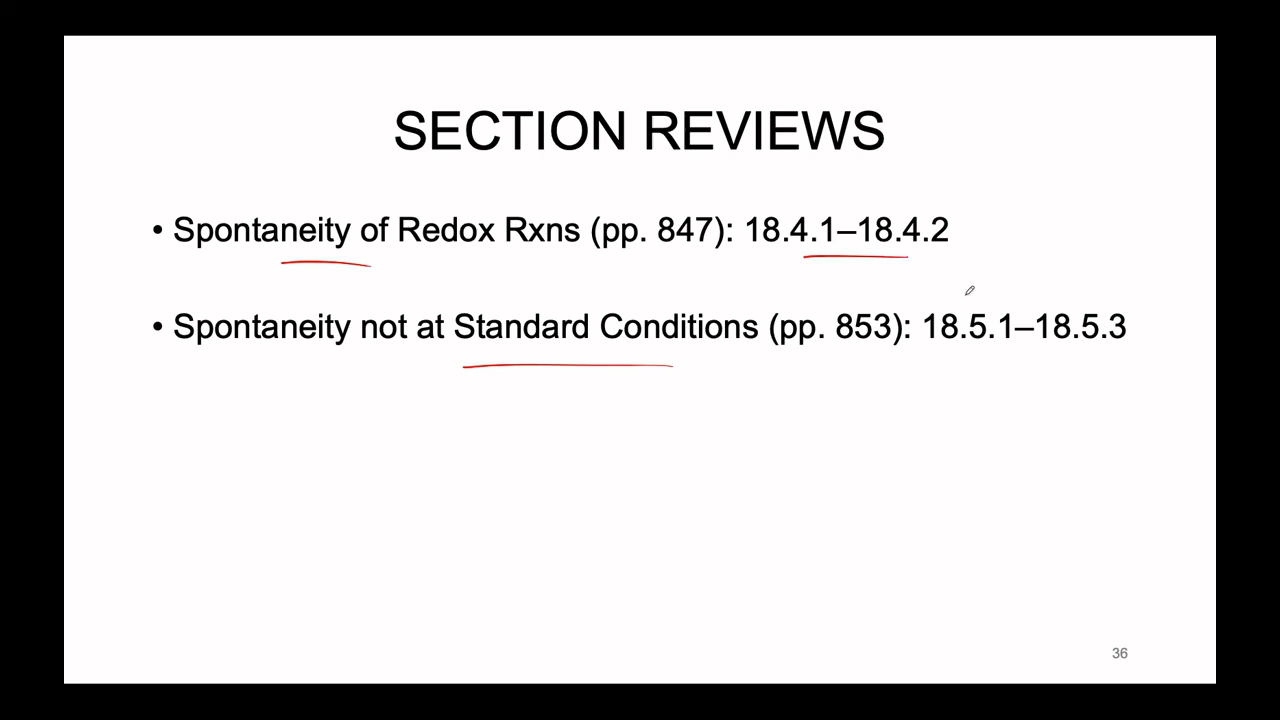 SECTION REVIEWS
• Spontaneity of Redox Rxns (pp. 847): 18.4.1–18.4.2
• Spontaneity not at Standard Conditions (pp. 853): 18.5.1–18.5.3
36